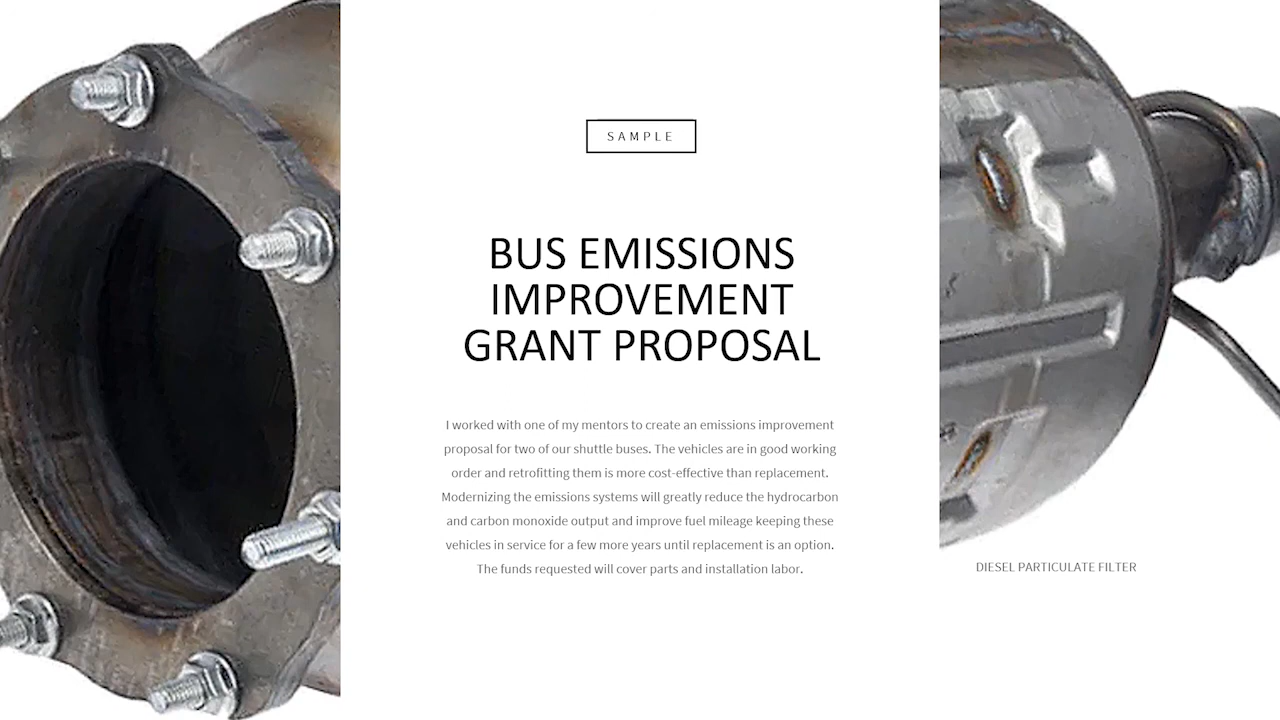 SAMPLE
BUS EMISSIONS
IMPROVEMENT
GRANT PROPOSAL
I worked with one of my mentors to create an emissions improvement
proposal for two of our shuttle buses. The vehicles are in good working
order and retrofitting them is more cost-effective than replacement.
Modernizing the emissions systems will greatly reduce the hydrocarbon
and carbon monoxide output and improve fuel mileage keeping these
vehicles in service for a few more years until replacement is an option.
The funds requested will cover parts and installation labor.
DIESEL PARTICULATE FILTER